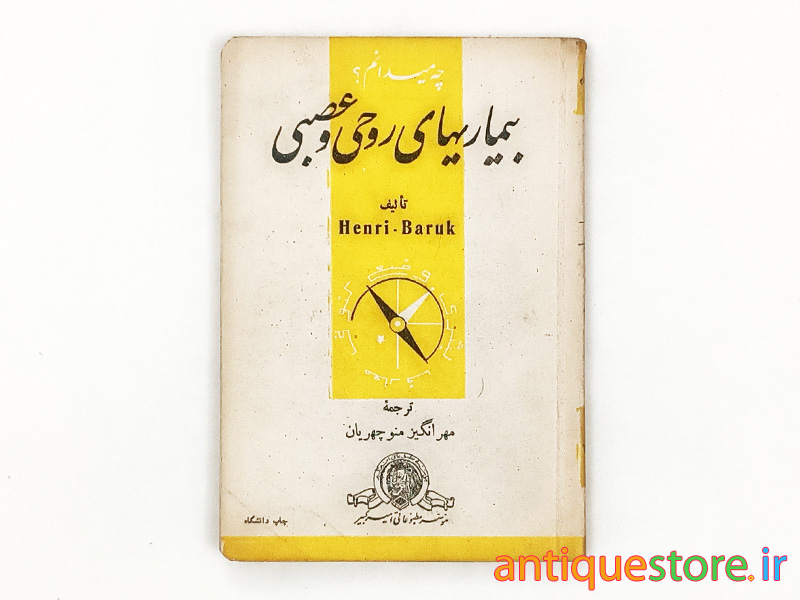 چه میدانم؟
بیماریهای روحی و عصبی
تألیف
Henri - Baruk
ترجمهٔ
مهرانگیز منوچهریان
مؤسسه مطبوعاتی امیرکبیر
چاپ دانشگاه
antiquestore.ir